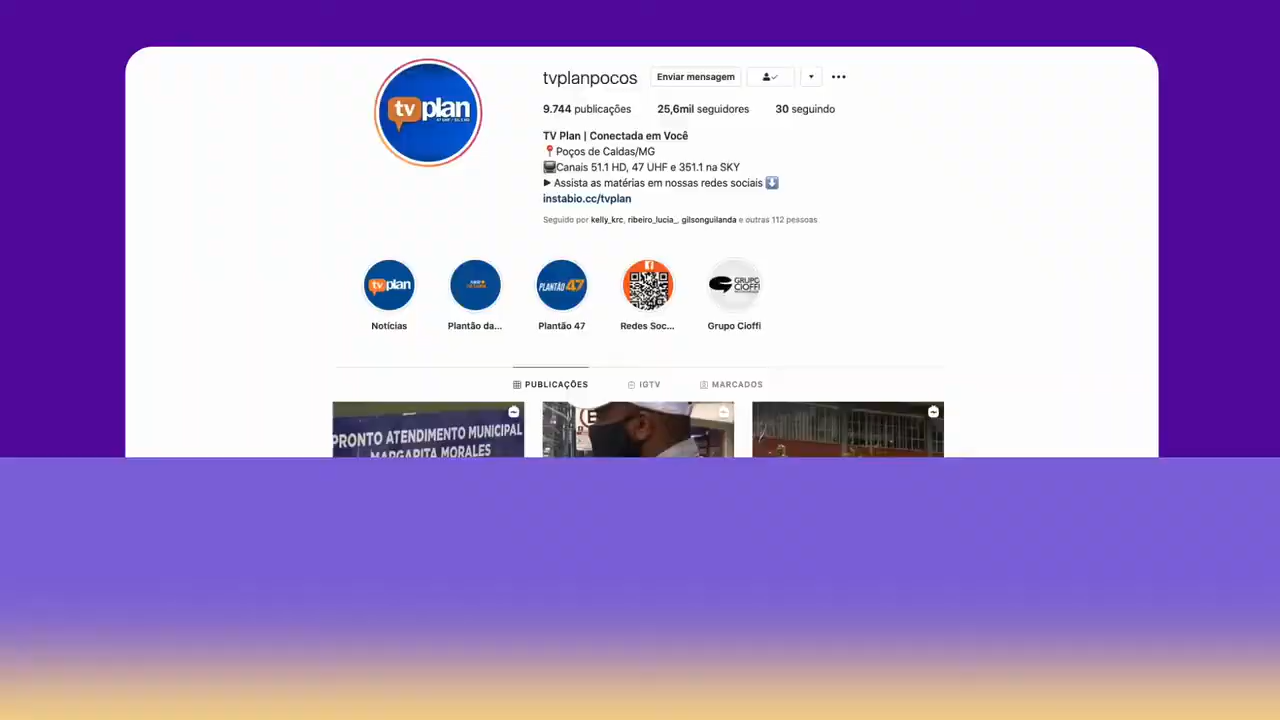 tvplan
tvplanpocos
Enviar mensagem
9.744 publicações
25,6mil seguidores
30 seguindo
TV Plan | Conectada em Você
Poços de Caldas/MG
Canais 51.1 HD, 47 UHF e 351.1 na SKY
Assista as matérias em nossas redes sociais
instabio.cc/tvplan
Seguido por kelly_krc, ribeiro_lucia_, gilsonguilanda e outras 112 pessoas
tvplan
PLANTÃO 47
GRUPO
CIOFFI
Notícias
Plantão da...
Plantão 47
Redes Soc...
Grupo Cioffi
PUBLICAÇÕES
IGTV
MARCADOS
PRONTO ATENDIMENTO MUNICIPAL
MARGARITA MORALES
E